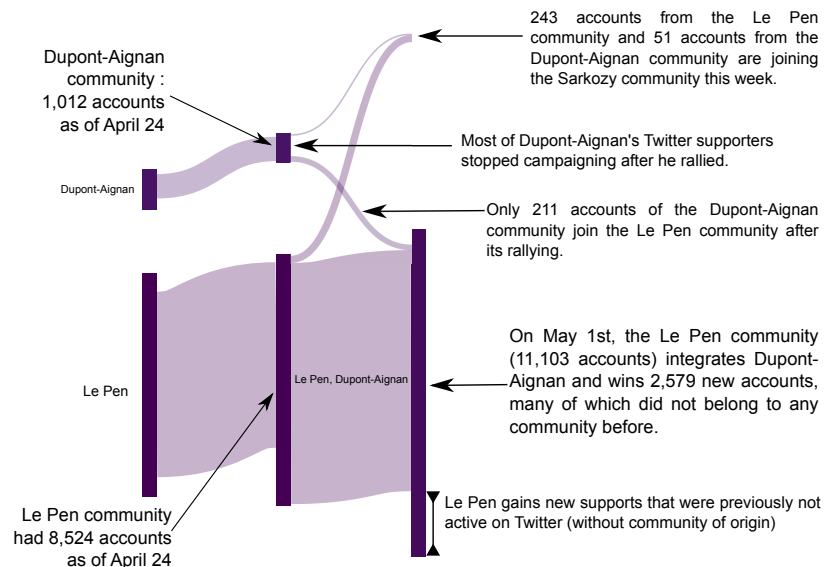 243 accounts from the Le Pen
community and 51 accounts from the
Dupont-Aignan community are joining
the Sarkozy community this week.
Dupont-Aignan
community :
1,012 accounts
as of April 24
Most of Dupont-Aignan's Twitter supporters
stopped campaigning after he rallied.
Dupont-Aignan
Only 211 accounts of the Dupont-Aignan
community join the Le Pen community after
its rallying.
On May 1st, the Le Pen community
(11,103 accounts) integrates Dupont-
Aignan and wins 2,579 new accounts,
many of which did not belong to any
community before.
Le Pen, Dupont-Aignan
Le Pen
Le Pen gains new supports that were previously not
active on Twitter (without community of origin)
Le Pen community
had 8,524 accounts
as of April 24